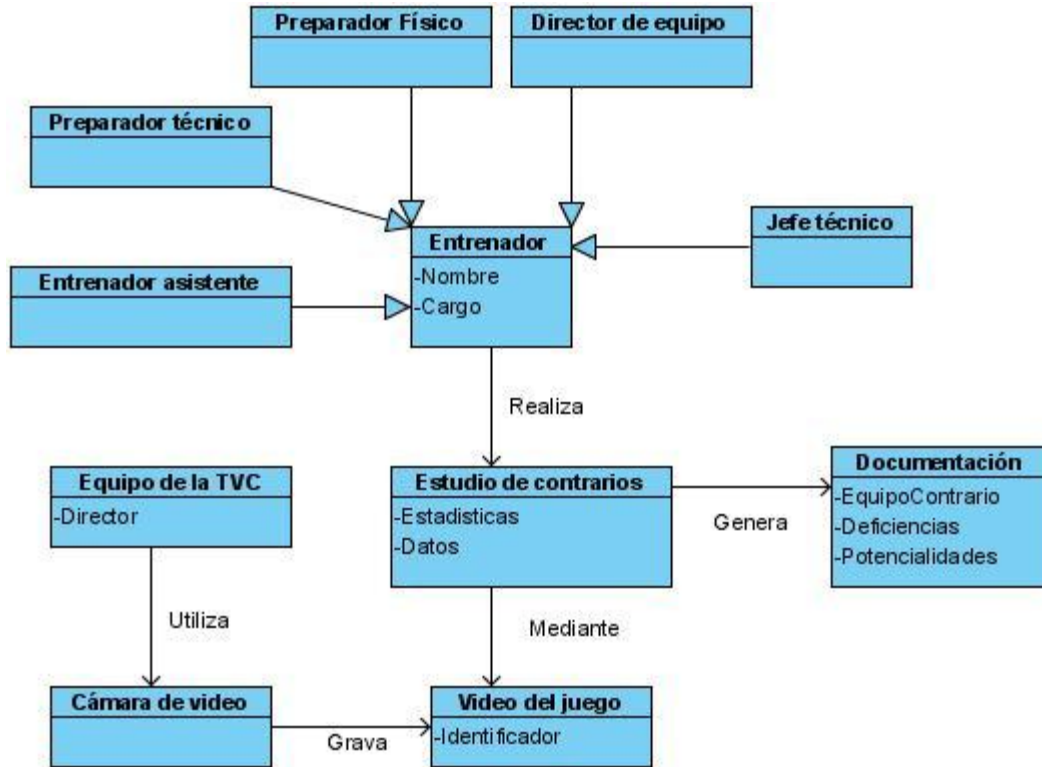 Preparador Físico
Director de equipo
Preparador técnico
Jefe técnico
Entrenador
-Nombre
-Cargo
Entrenador asistente
Realiza
Equipo de la TVC
-Director
Estudio de contrarios
-Estadisticas
-Datos
Genera
Documentación
-EquipoContrario
-Deficiencias
-Potencialidades
Utiliza
Mediante
Cámara de video
Grava
Video del juego
-Identificador